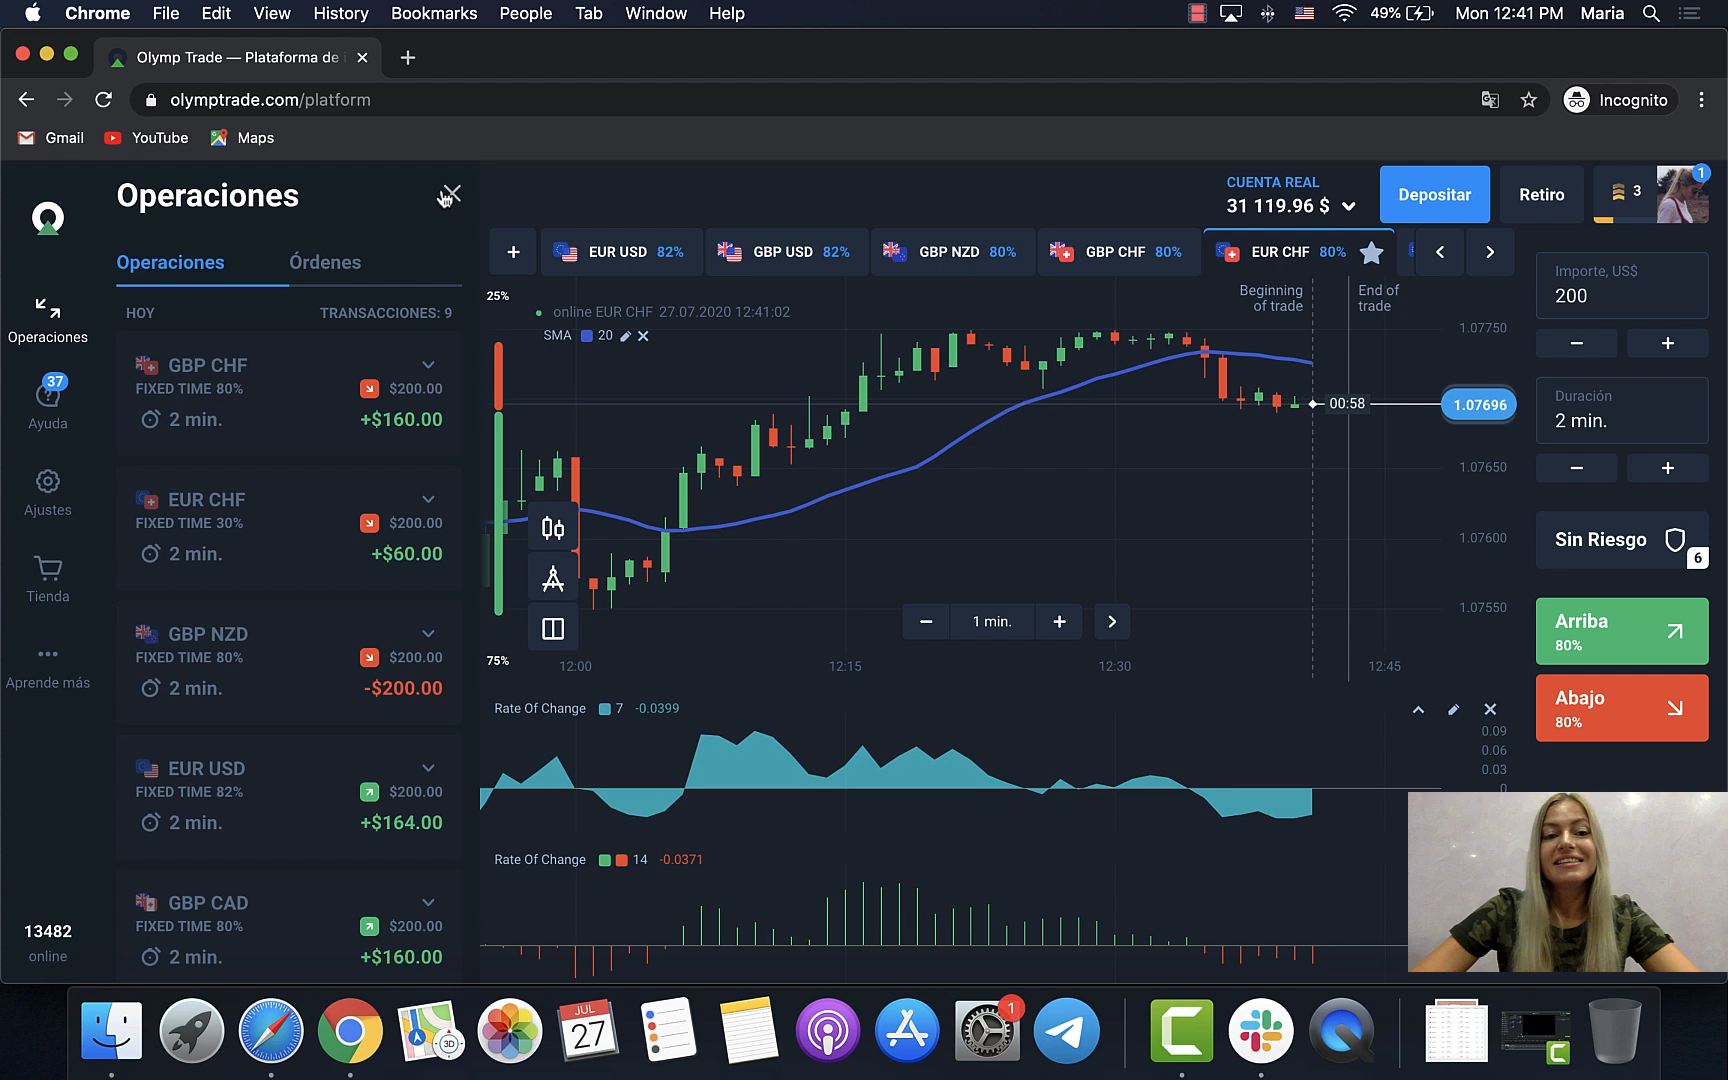 Chrome File Edit View History Bookmarks People Tab Window Help
49% Mon 12:41 PM Maria
Olymp Trade — Plataforma de i
olymptrade.com/platform
Incognito
Gmail YouTube Maps
Operaciones
Operaciones Órdenes
HOY TRANSACCIONES: 9
GBP CHF
FIXED TIME 80% $200.00
2 min. +$160.00
EUR CHF
FIXED TIME 30% $200.00
2 min. +$60.00
GBP NZD
FIXED TIME 80% $200.00
2 min. -$200.00
EUR USD
FIXED TIME 82% $200.00
2 min. +$164.00
GBP CAD
FIXED TIME 80% $200.00
2 min. +$160.00
Operaciones
37
Ayuda
Ajustes
Tienda
Aprende más
13482
online
CUENTA REAL
31 119.96 $
Depositar
Retiro
3
1
EUR USD 82% GBP USD 82% GBP NZD 80% GBP CHF 80% EUR CHF 80%
25%
online EUR CHF 27.07.2020 12:41:02
SMA 20
Beginning
of trade
End of
trade
1.07750
00:58
1.07696
1.07650
1.07600
1.07550
1 min.
75%
12:00 12:15 12:30 12:45
Rate Of Change 7 -0.0399
0.09
0.06
0.03
0
Rate Of Change 14 -0.0371
Importe, US$
200
Duración
2 min.
Sin Riesgo
6
Arriba
80%
Abajo
80%
3D
JUL
27
1